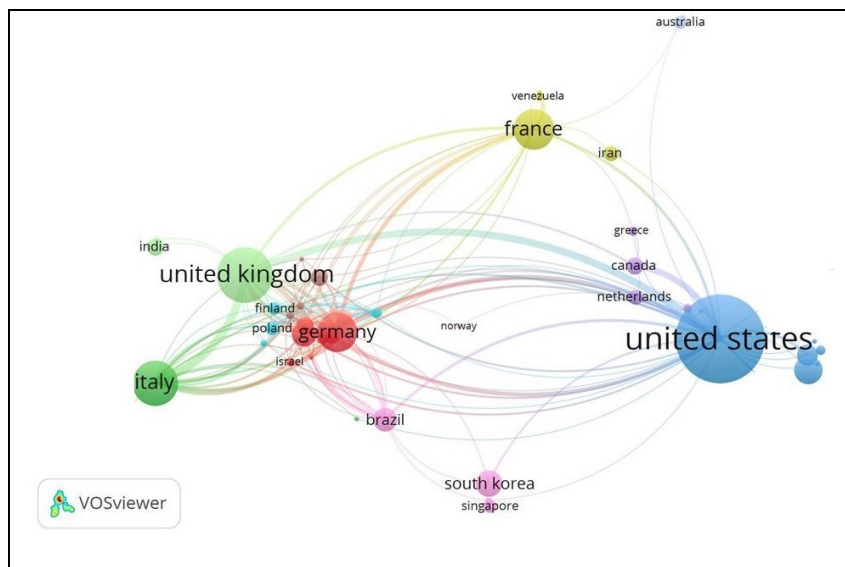 australia
venezuela
france
iran
greece
india
canada
united kingdom
netherlands
finland
norway
poland
germany
united states
israel
italy
brazil
south korea
singapore
VOSviewer